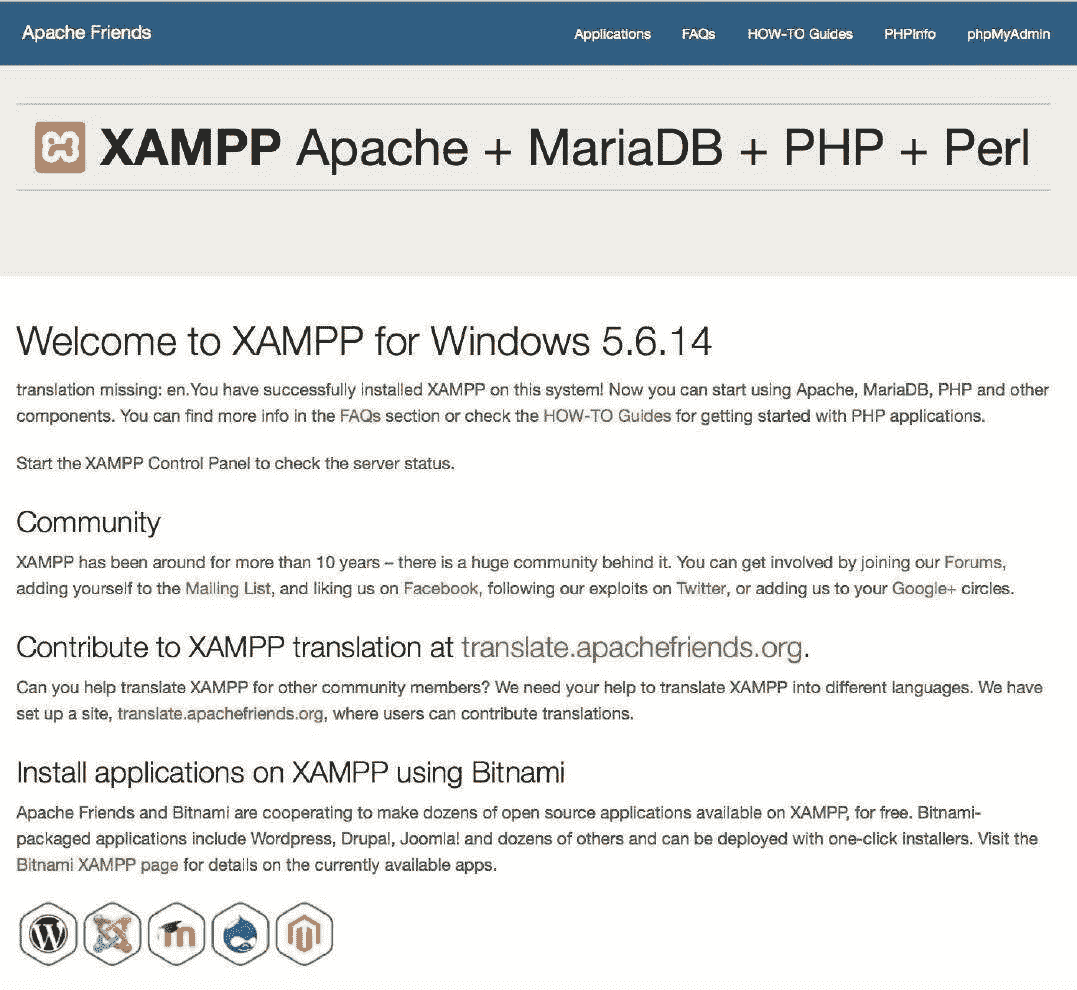 Apache Friends
Applications FAQs HOW-TO Guides PHPInfo phpMyAdmin
XAMPP Apache + MariaDB + PHP + Perl
Welcome to XAMPP for Windows 5.6.14
translation missing: en.You have successfully installed XAMPP on this system! Now you can start using Apache, MariaDB, PHP and other
components. You can find more info in the FAQs section or check the HOW-TO Guides for getting started with PHP applications.
Start the XAMPP Control Panel to check the server status.
Community
XAMPP has been around for more than 10 years – there is a huge community behind it. You can get involved by joining our Forums,
adding yourself to the Mailing List, and liking us on Facebook, following our exploits on Twitter, or adding us to your Google+ circles.
Contribute to XAMPP translation at translate.apachefriends.org.
Can you help translate XAMPP for other community members? We need your help to translate XAMPP into different languages. We have
set up a site, translate.apachefriends.org, where users can contribute translations.
Install applications on XAMPP using Bitnami
Apache Friends and Bitnami are cooperating to make dozens of open source applications available on XAMPP, for free. Bitnami-
packaged applications include Wordpress, Drupal, Joomla! and dozens of others and can be deployed with one-click installers. Visit the
Bitnami XAMPP page for details on the currently available apps.